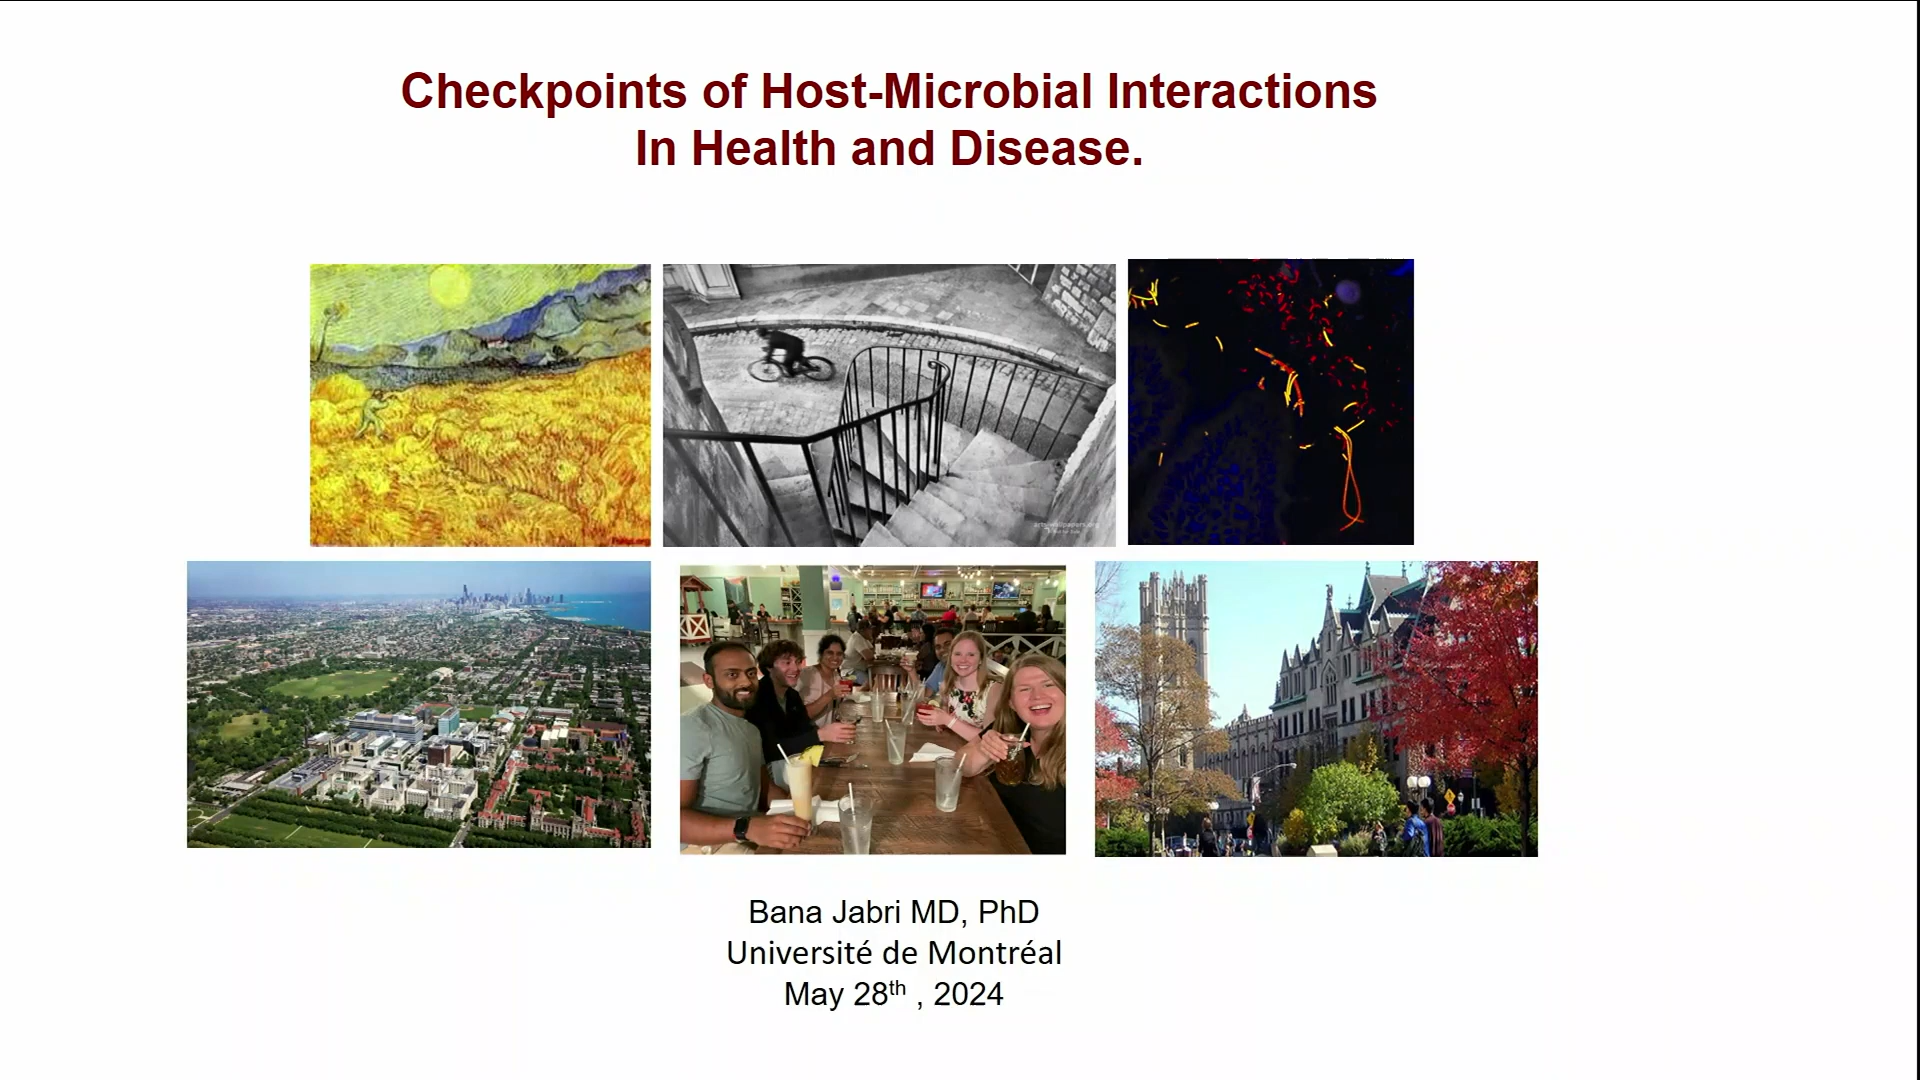 Checkpoints of Host-Microbial Interactions
In Health and Disease.
Bana Jabri MD, PhD
Université de Montréal
May 28th , 2024